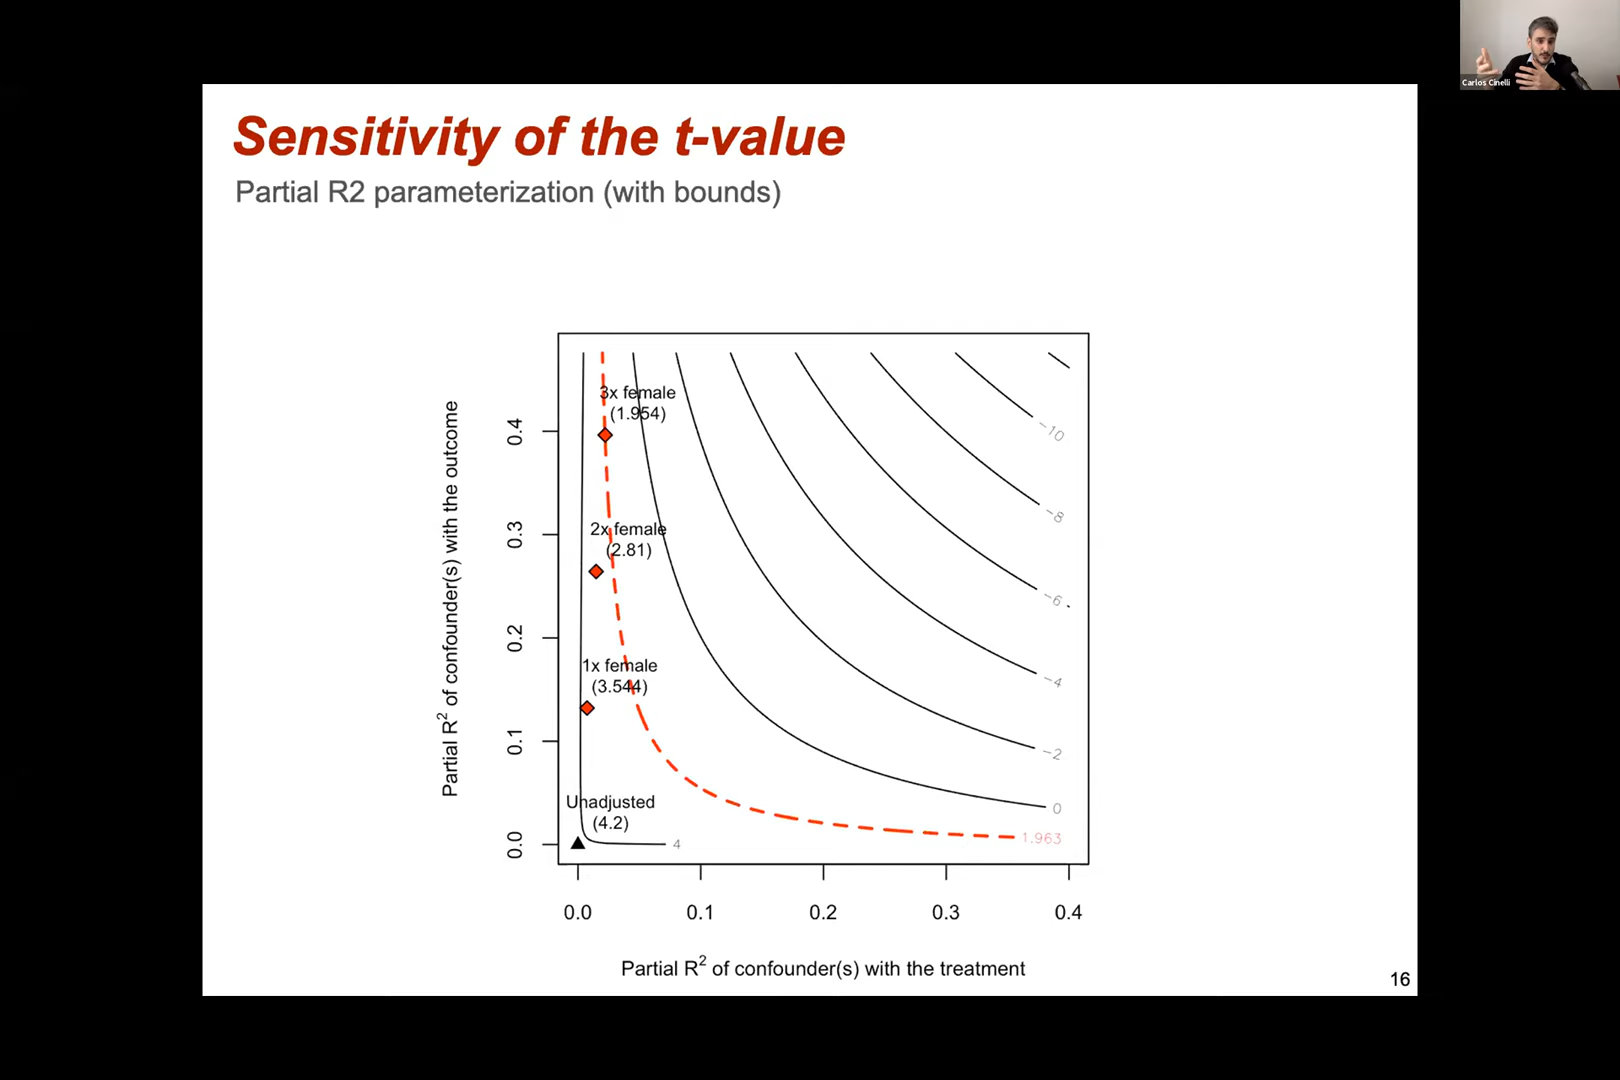 Carlos Cinelli
Sensitivity of the t-value
Partial R2 parameterization (with bounds)
Partial R² of confounder(s) with the outcome
0.4
0.3
0.2
0.1
0.0
3x female
(1.954)
2x female
(2.81)
1x female
(3.544)
Unadjusted
(4.2)
-10
-8
-6
-4
-2
0
1.963
4
0.0 0.1 0.2 0.3 0.4
Partial R² of confounder(s) with the treatment
16